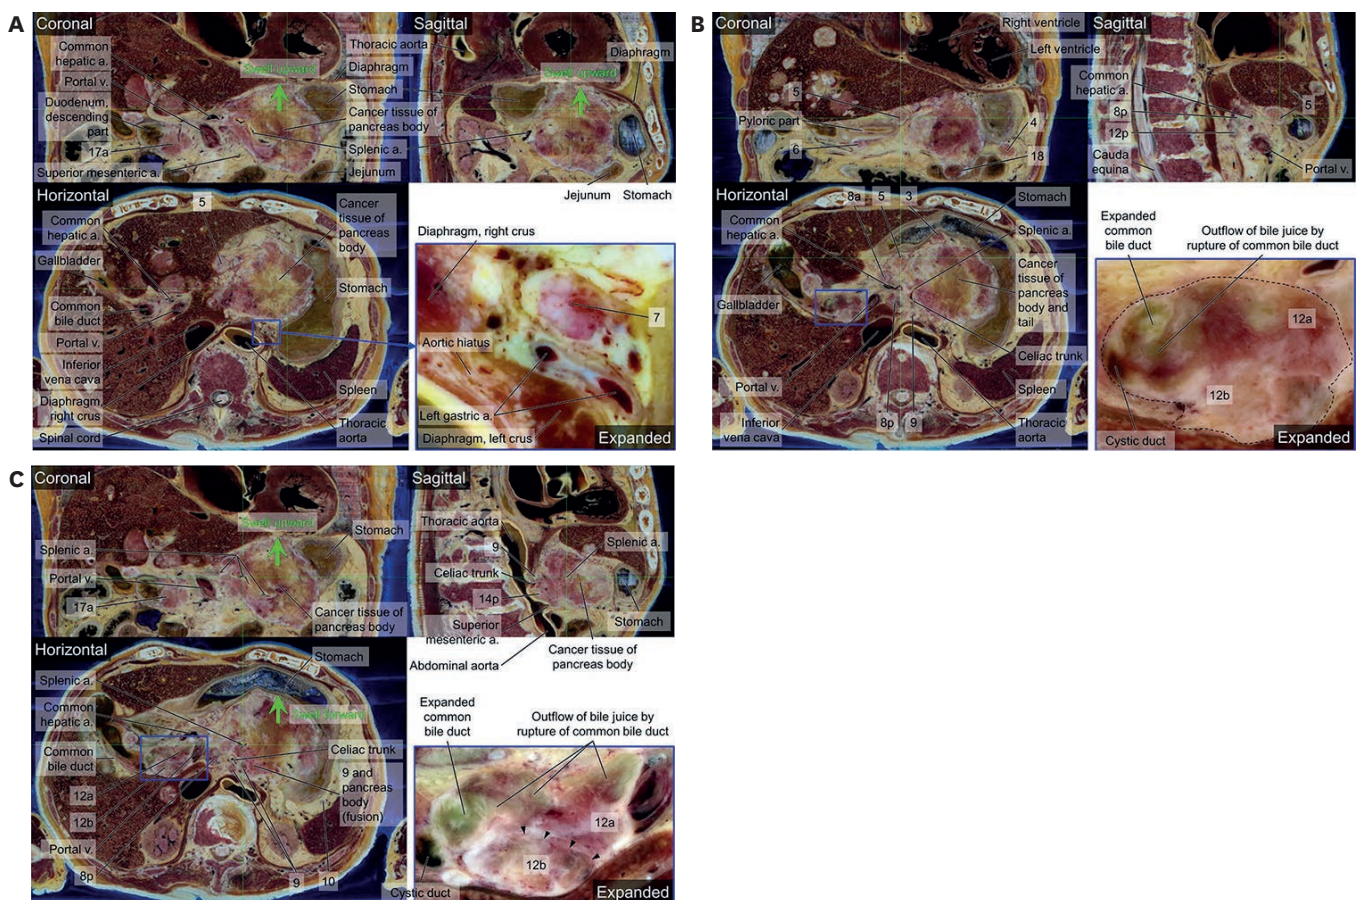 A
Coronal
Common
hepatic a.
Portal v.
Duodenum,
descending
part
17a
Superior mesenteric a.
Swell upward
Thoracic aorta
Diaphragm
Stomach
Cancer tissue of
pancreas body
Splenic a.
Jejunum
Sagittal
Diaphragm
Swell upward
Jejunum
Stomach
Horizontal
5
Common
hepatic a.
Gallbladder
Common
bile duct
Portal v.
Inferior
vena cava
Diaphragm,
right crus
Spinal cord
Cancer
tissue of
pancreas
body
Stomach
Spleen
Thoracic
aorta
Diaphragm, right crus
7
Aortic hiatus
Left gastric a.
Diaphragm, left crus
Expanded
B
Coronal
Right ventricle
Left ventricle
5
Pyloric part
6
4
18
Sagittal
Common
hepatic a.
8p
12p
Cauda
equina
5
Portal v.
Horizontal
8a
5
3
Common
hepatic a.
Gallbladder
Portal v.
Inferior
vena cava
8p
9
Stomach
Splenic a.
Cancer
tissue of
pancreas
body and
tail
Celiac trunk
Spleen
Thoracic
aorta
Expanded
common
bile duct
Outflow of bile juice by
rupture of common bile duct
12a
12b
Cystic duct
Expanded
C
Coronal
Swell upward
Stomach
Splenic a.
Portal v.
17a
Cancer tissue of
pancreas body
Sagittal
Thoracic aorta
9
Celiac trunk
14p
Superior
mesenteric a.
Abdominal aorta
Splenic a.
Stomach
Cancer tissue of
pancreas body
Horizontal
Stomach
Splenic a.
Common
hepatic a.
Common
bile duct
12a
12b
Portal v.
8p
Swell forward
Celiac trunk
9 and
pancreas
body
(fusion)
9
10
Expanded
common
bile duct
Outflow of bile juice by
rupture of common bile duct
12a
12b
Cystic duct
Expanded